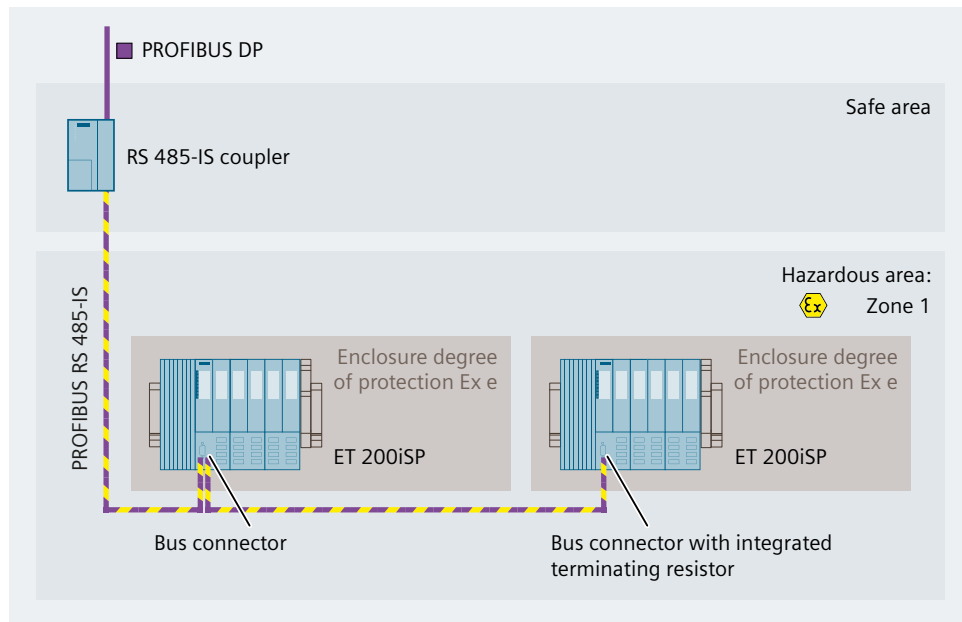 PROFIBUS DP
Safe area
RS 485-IS coupler
Hazardous area:
Ex Zone 1
PROFIBUS RS 485-IS
Enclosure degree
of protection Ex e
ET 200iSP
Enclosure degree
of protection Ex e
ET 200iSP
Bus connector
Bus connector with integrated
terminating resistor